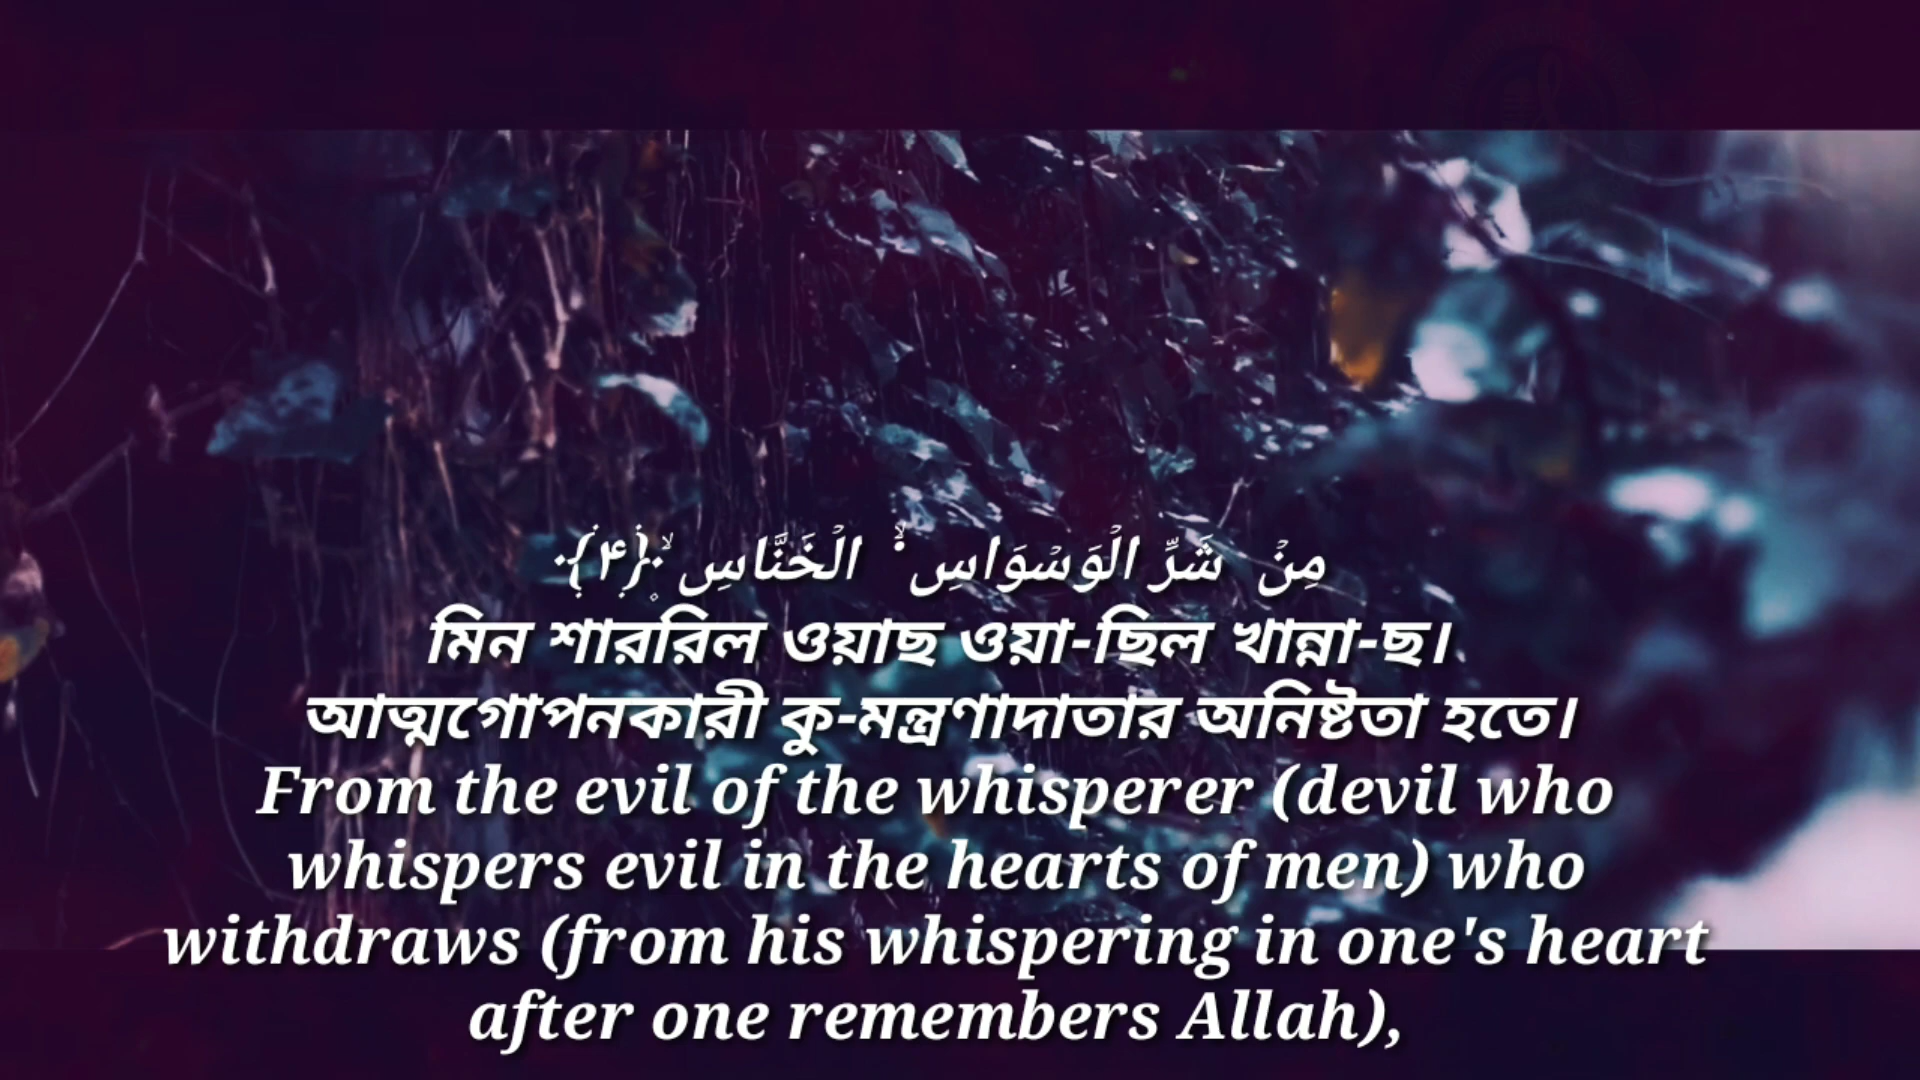 مِنۡ شَرِّ الۡوَسۡوَاسِ ۬ۙ الۡخَنَّاسِ ۪ۙ﴿۴﴾
মিন শাররিল ওয়াছ ওয়া-ছিল খান্না-ছ।
আত্মগোপনকারী কু-মন্ত্রণাদাতার অনিষ্টতা হতে।
From the evil of the whisperer (devil who
whispers evil in the hearts of men) who
withdraws (from his whispering in one's heart
after one remembers Allah),